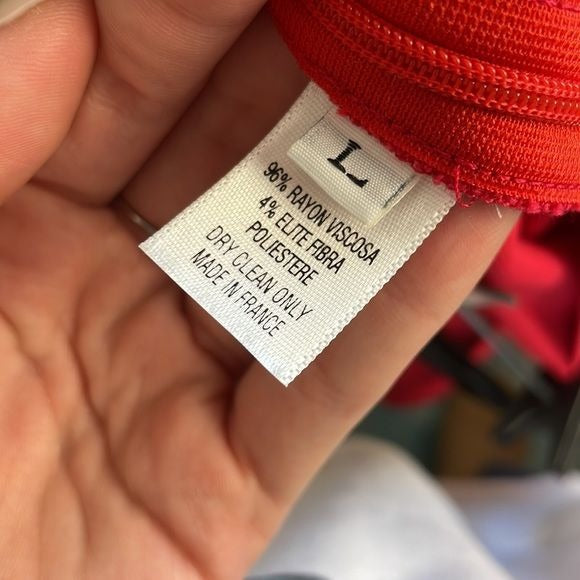 L
96% RAYON VISCOSA
4% ELITE FIBRA
POLIESTERE
DRY CLEAN ONLY
MADE IN FRANCE